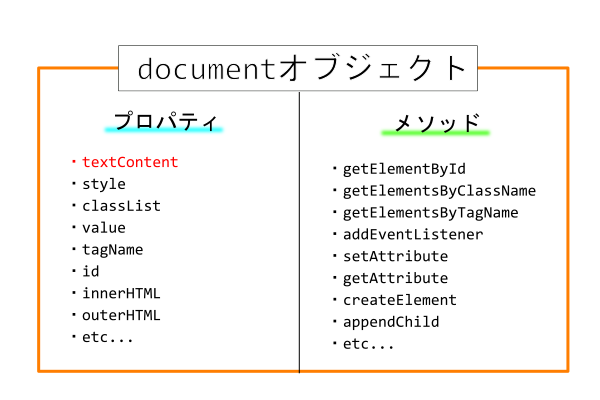 documentオブジェクト
プロパティ
・textContent
・style
・classList
・value
・tagName
・id
・innerHTML
・outerHTML
・etc...
メソッド
・getElementById
・getElementsByClassName
・getElementsByTagName
・addEventListener
・setAttribute
・getAttribute
・createElement
・appendChild
・etc...